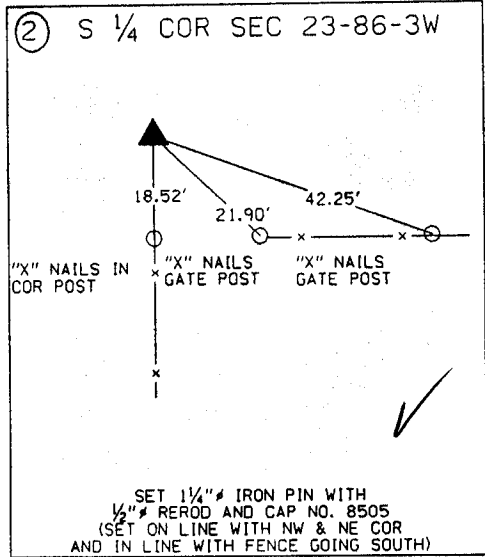 ② S ¼ COR SEC 23-86-3W
18.52'
21.90'
42.25'
"X" NAILS IN
COR POST
"X" NAILS
GATE POST
"X" NAILS
GATE POST
SET 1¼"ø IRON PIN WITH
½"ø REROD AND CAP NO. 8505
(SET ON LINE WITH NW & NE COR
AND IN LINE WITH FENCE GOING SOUTH)